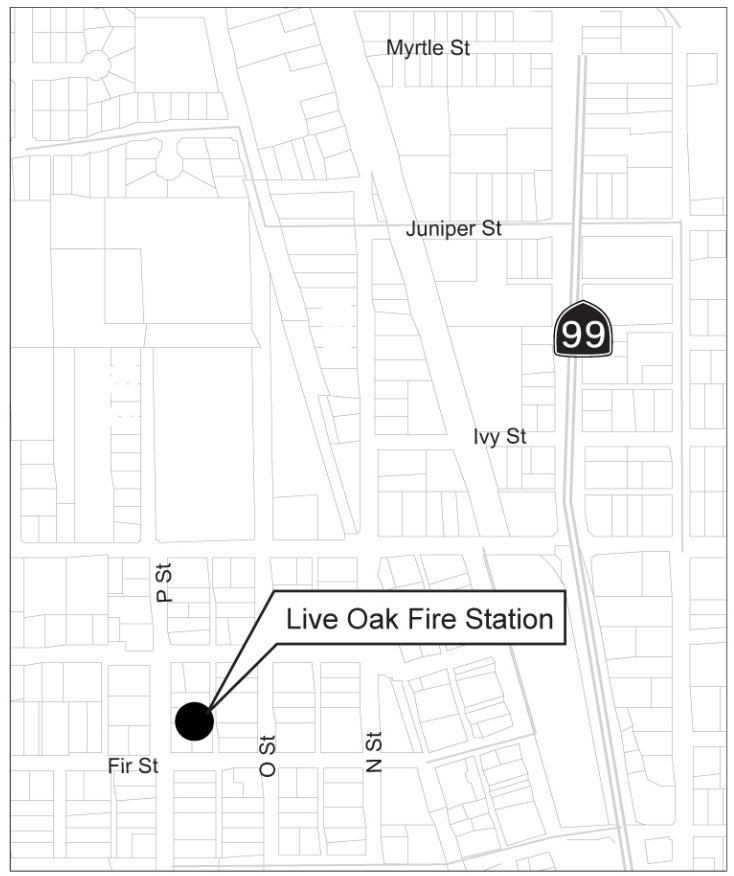 Myrtle St
Juniper St
99
Ivy St
P St
Live Oak Fire Station
Fir St
O St
N St